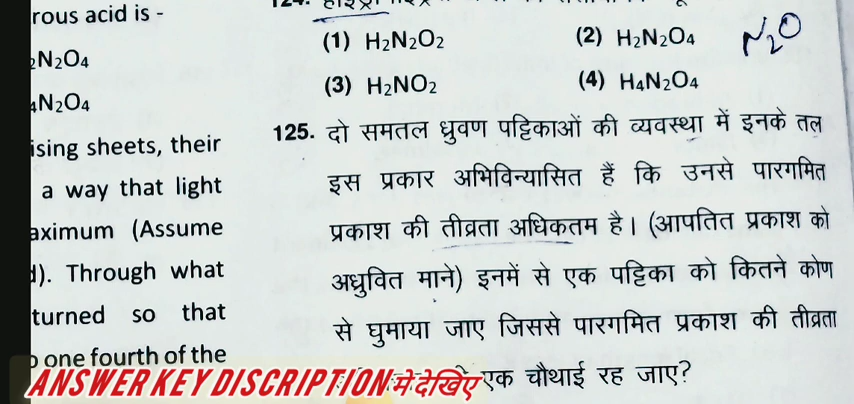 rous acid is -
N2O4
N2O4
ising sheets, their
a way that light
aximum (Assume
). Through what
turned so that
one fourth of the
124.
(1) H2N2O2 (2) H2N2O4
(3) H2NO2 (4) H4N2O4
N2O
125. दो समतल ध्रुवण पट्टिकाओं की व्यवस्था में इनके तल
इस प्रकार अभिविन्यासित हैं कि उनसे पारगमित
प्रकाश की तीव्रता अधिकतम है। (आपतित प्रकाश को
अध्रुवित माने) इनमें से एक पट्टिका को कितने कोण
से घुमाया जाए जिससे पारगमित प्रकाश की तीव्रता
एक चौथाई रह जाए?
ANSWER KEY DISCRIPTION में देखिए